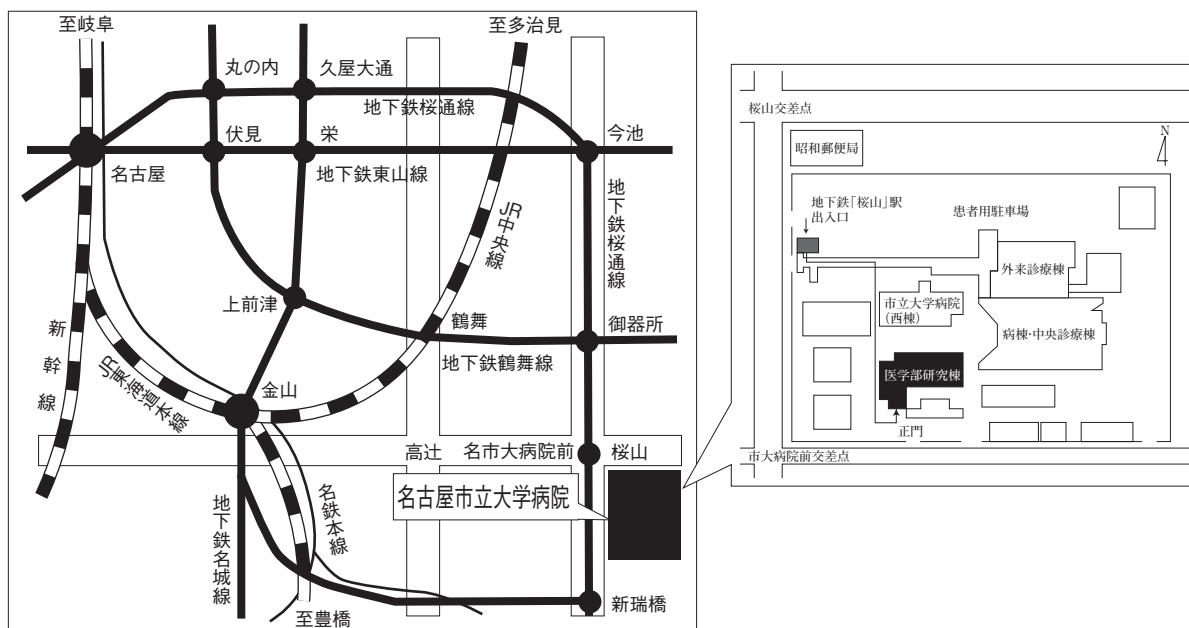 至岐阜
至多治見
丸の内
久屋大通
地下鉄桜通線
伏見
栄
今池
名古屋
地下鉄東山線
地下鉄桜通線
JR中央線
上前津
鶴舞
御器所
新幹線
地下鉄鶴舞線
JR東海道本線
金山
高辻
名市大病院前
桜山
名古屋市立大学病院
地下鉄名城線
名鉄本線
新瑞橋
至豊橋
桜山交差点
昭和郵便局
N
地下鉄「桜山」駅
出入口
患者用駐車場
外来診療棟
市立大学病院
（西棟）
病棟・中央診療棟
医学部研究棟
正門
市大病院前交差点